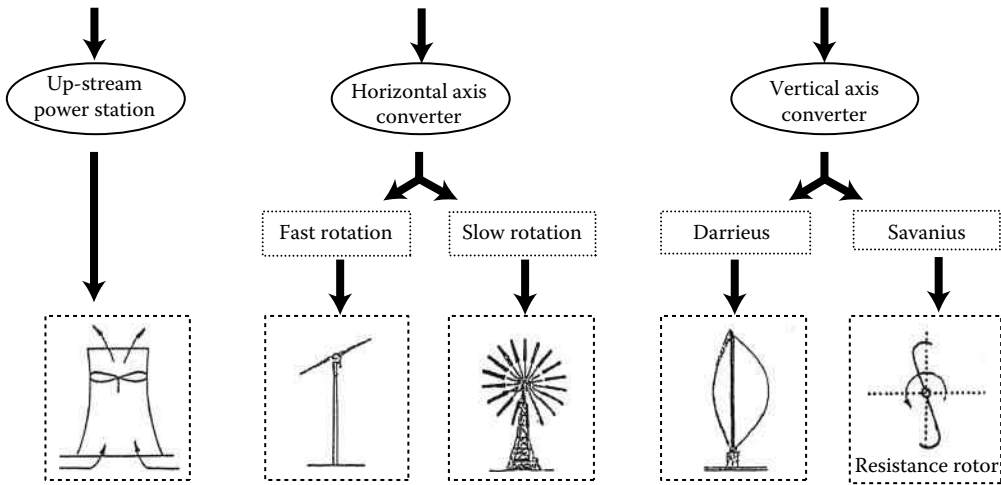 Up-stream
power station
Horizontal axis
converter
Vertical axis
converter
Fast rotation
Slow rotation
Darrieus
Savanius
Resistance rotor